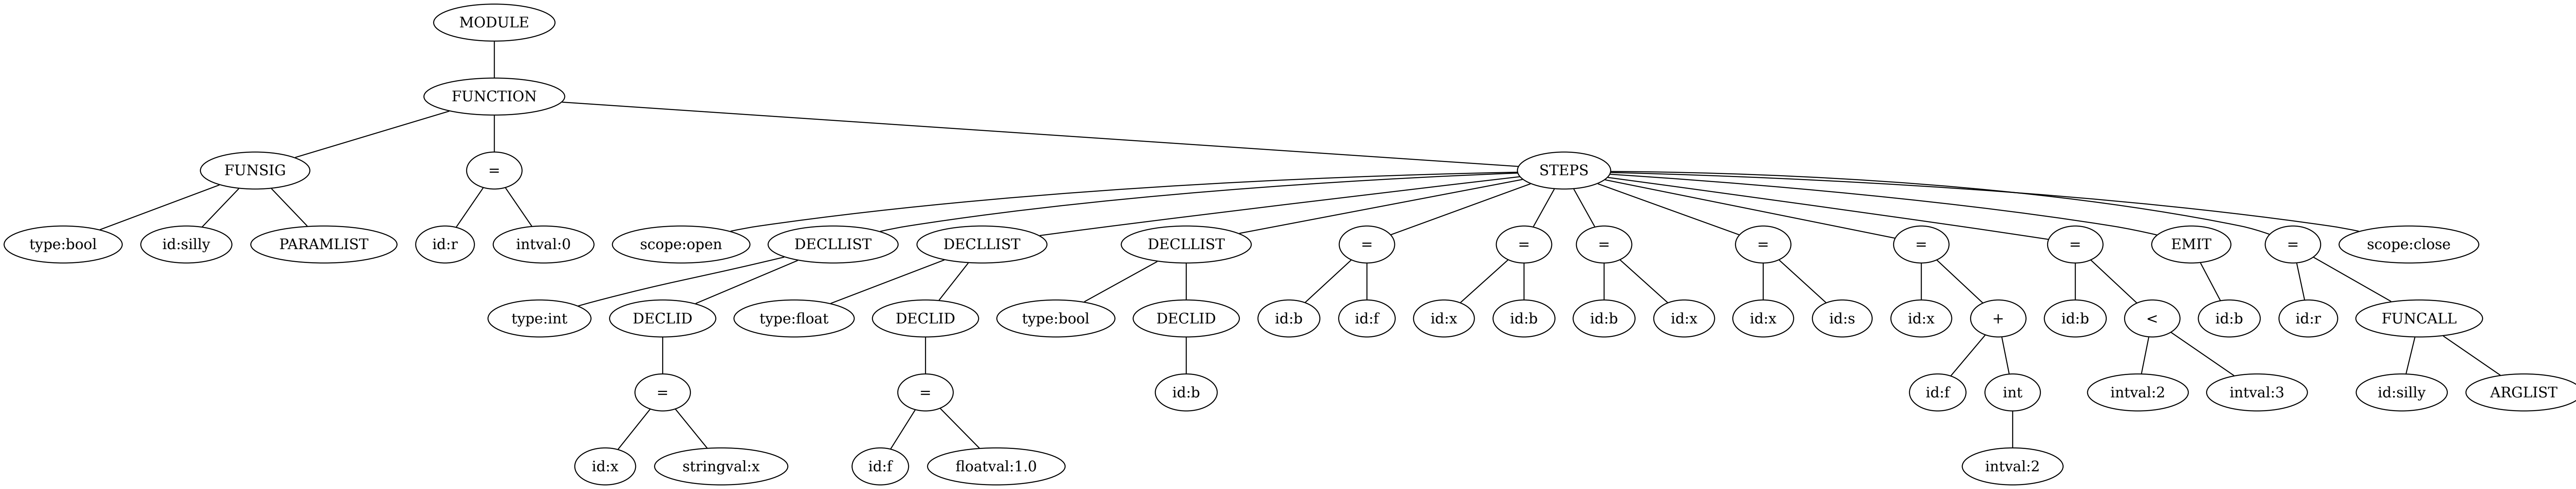 MODULE
FUNCTION
FUNSIG = STEPS
type:bool id:silly PARAMLIST id:r intval:0 scope:open DECLLIST DECLLIST DECLLIST = = = = = = EMIT = scope:close
type:int DECLID type:float DECLID type:bool DECLID id:b id:f id:x id:b id:b id:x id:x id:s id:x + id:b < id:b id:r FUNCALL
= = id:b id:f int intval:2 intval:3 id:silly ARGLIST
id:x stringval:x id:f floatval:1.0 intval:2